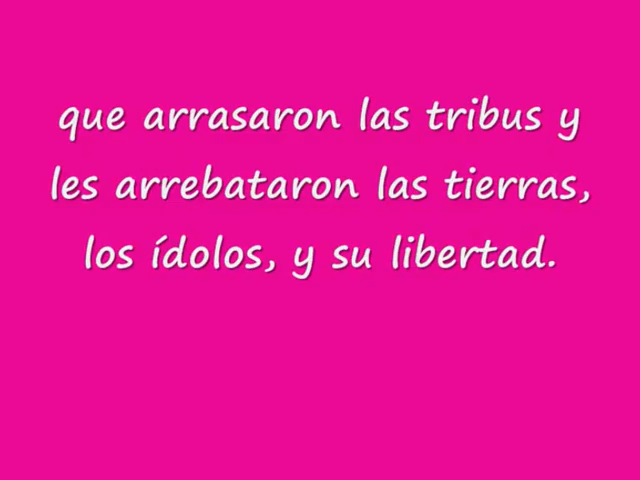 que arrasaron las tribus y
les arrebataron las tierras,
los ídolos, y su libertad.